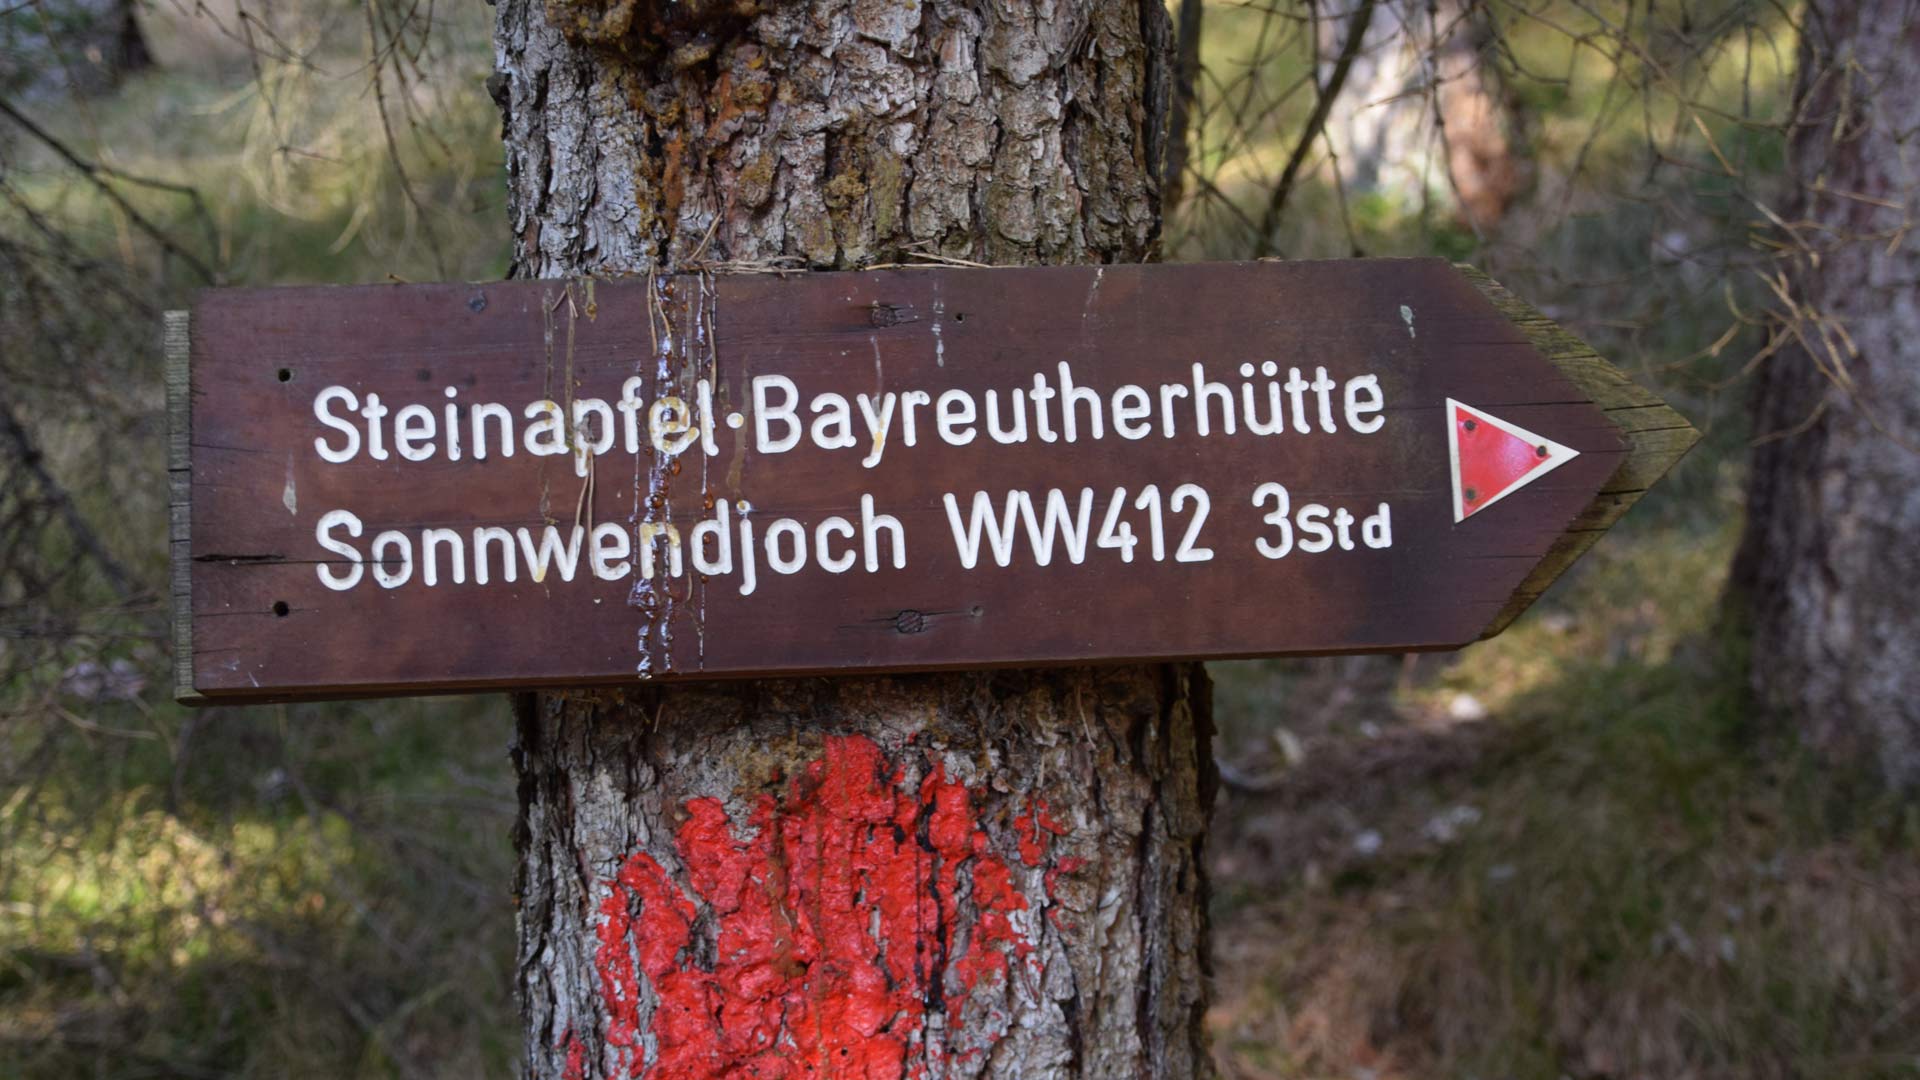 Steinapfel·Bayreutherhütte
Sonnwendjoch WW412 3Std